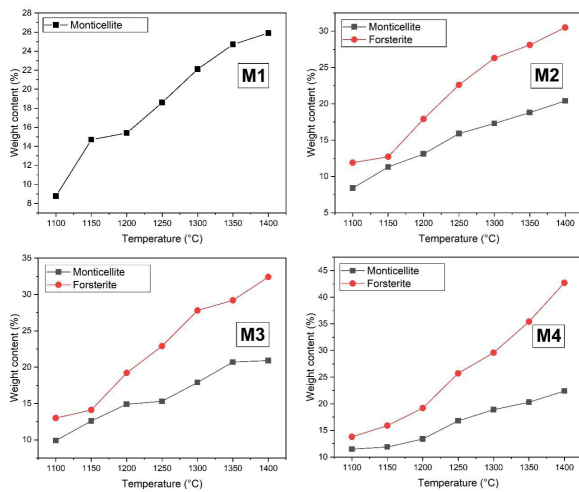 Monticellite
M1
Weight content (%)
28
26
24
22
20
18
16
14
12
10
8
1100 1150 1200 1250 1300 1350 1400
Temperature (°C)
Monticellite
Forsterite
M2
Weight content (%)
30
25
20
15
10
5
1100 1150 1200 1250 1300 1350 1400
Temperature (°C)
Monticellite
Forsterite
M3
Weight content (%)
35
30
25
20
15
10
1100 1150 1200 1250 1300 1350 1400
Temperature (°C)
Monticellite
Forsterite
M4
Weight content (%)
45
40
35
30
25
20
15
10
1100 1150 1200 1250 1300 1350 1400
Temperature (°C)